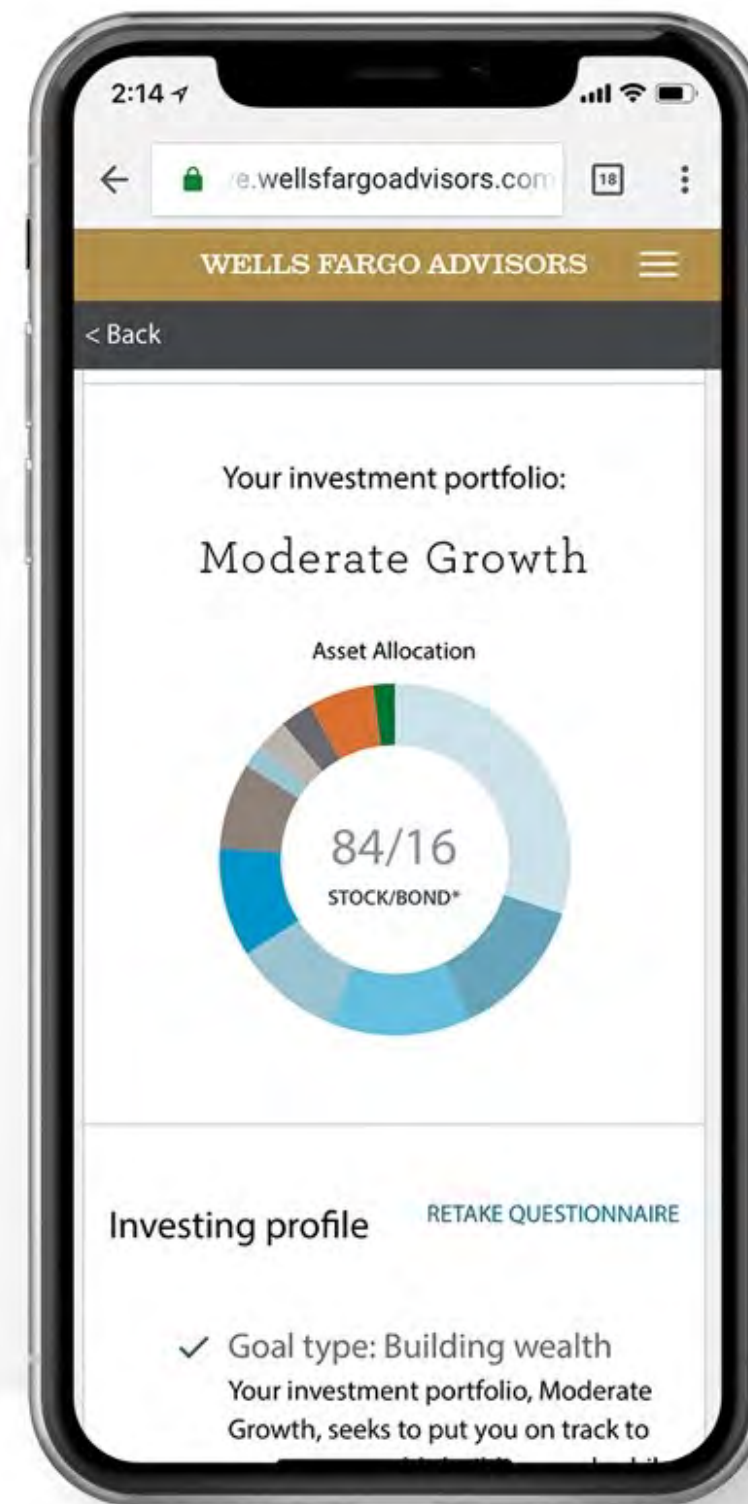 2:14
e.wellsfargoadvisors.com
18
WELLS FARGO ADVISORS
< Back
Your investment portfolio:
Moderate Growth
Asset Allocation
84/16
STOCK/BOND*
Investing profile
RETAKE QUESTIONNAIRE
Goal type: Building wealth
Your investment portfolio, Moderate
Growth, seeks to put you on track to